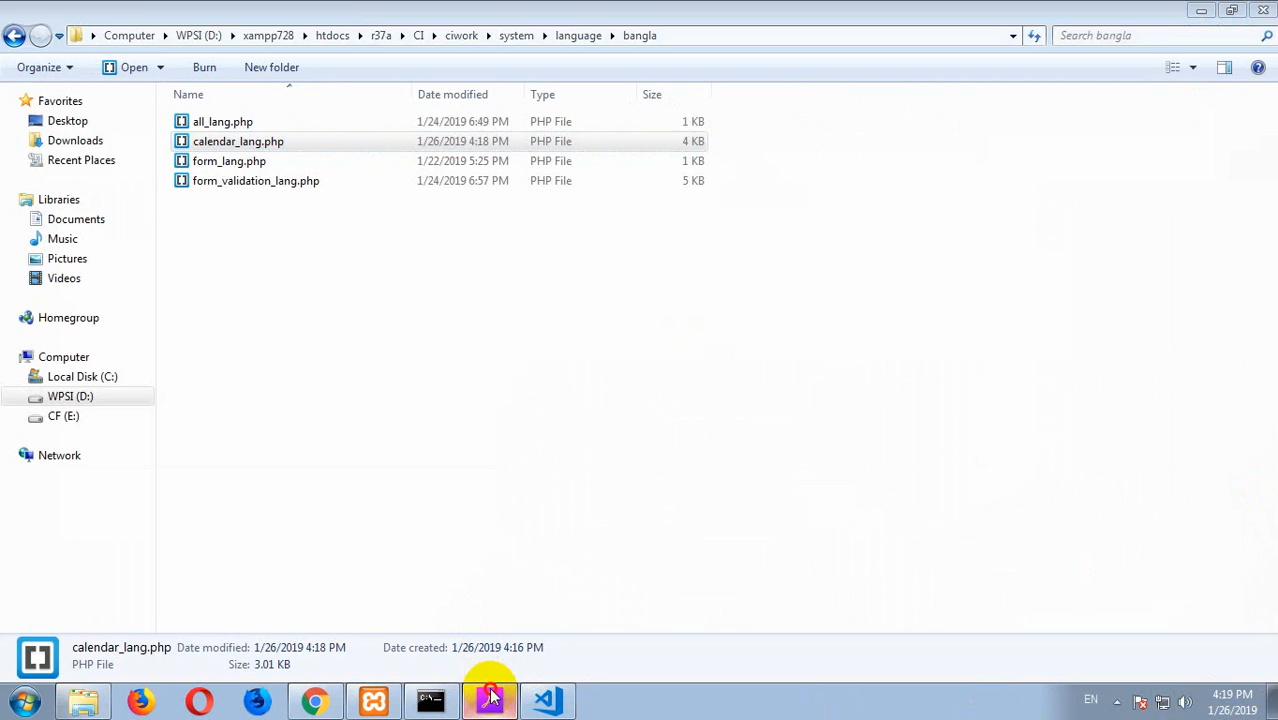 Computer WPSI (D:) xampp728 htdocs r37a CI ciwork system language bangla
Search bangla
Organize Open Burn New folder
Name Date modified Type Size
Favorites
Desktop
Downloads
Recent Places
Libraries
Documents
Music
Pictures
Videos
Homegroup
Computer
Local Disk (C:)
WPSI (D:)
CF (E:)
Network
all_lang.php 1/24/2019 6:49 PM PHP File 1 KB
calendar_lang.php 1/26/2019 4:18 PM PHP File 4 KB
form_lang.php 1/22/2019 5:25 PM PHP File 1 KB
form_validation_lang.php 1/24/2019 6:57 PM PHP File 5 KB
calendar_lang.php Date modified: 1/26/2019 4:18 PM Date created: 1/26/2019 4:16 PM
PHP File Size: 3.01 KB
EN
4:19 PM
1/26/2019